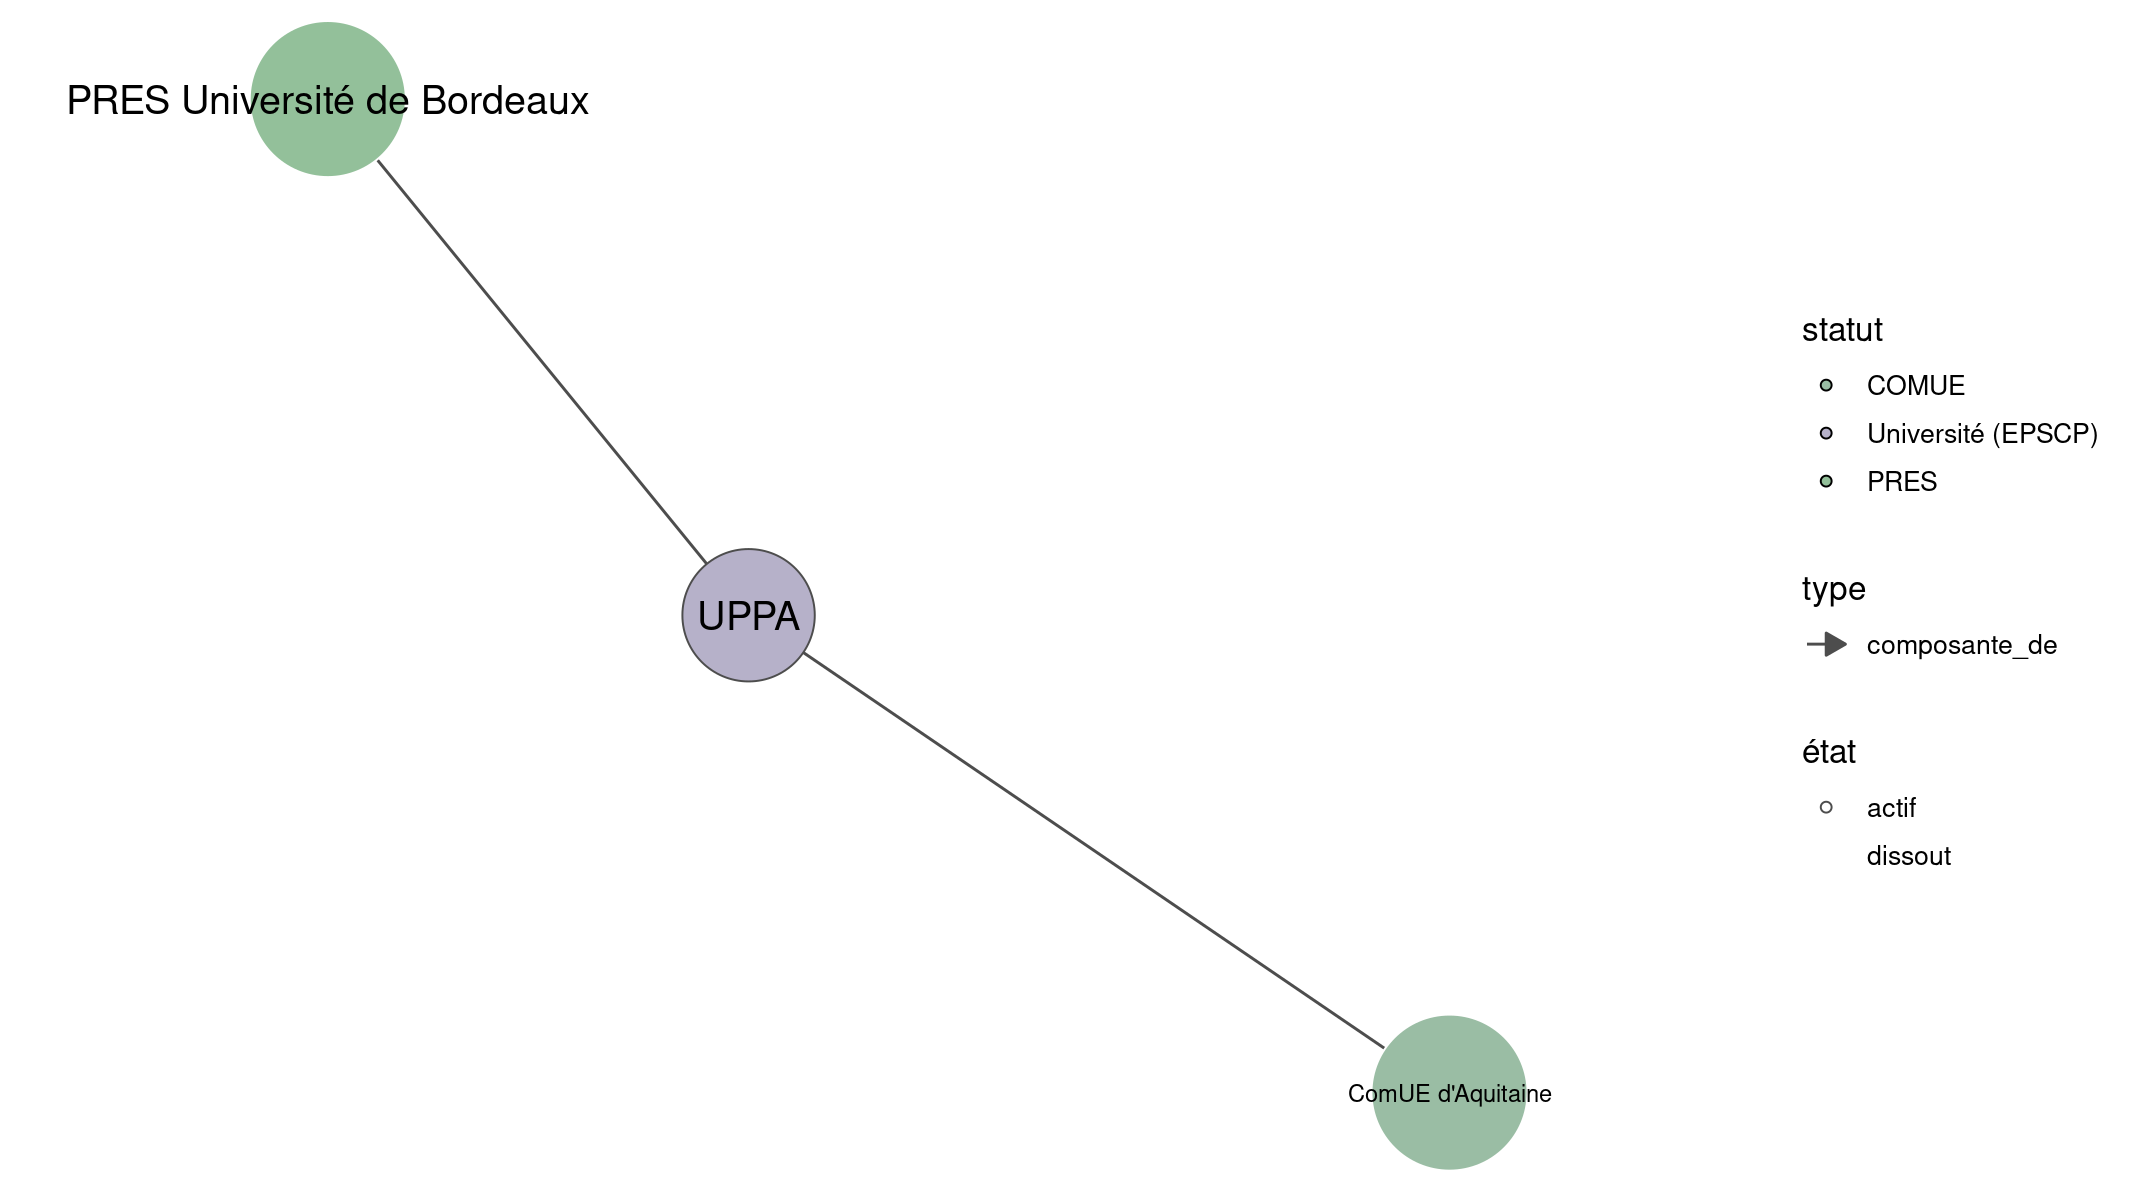 PRES Université de Bordeaux
UPPA
ComUE d'Aquitaine
statut
COMUE
Université (EPSCP)
PRES
type
composante_de
état
actif
dissout